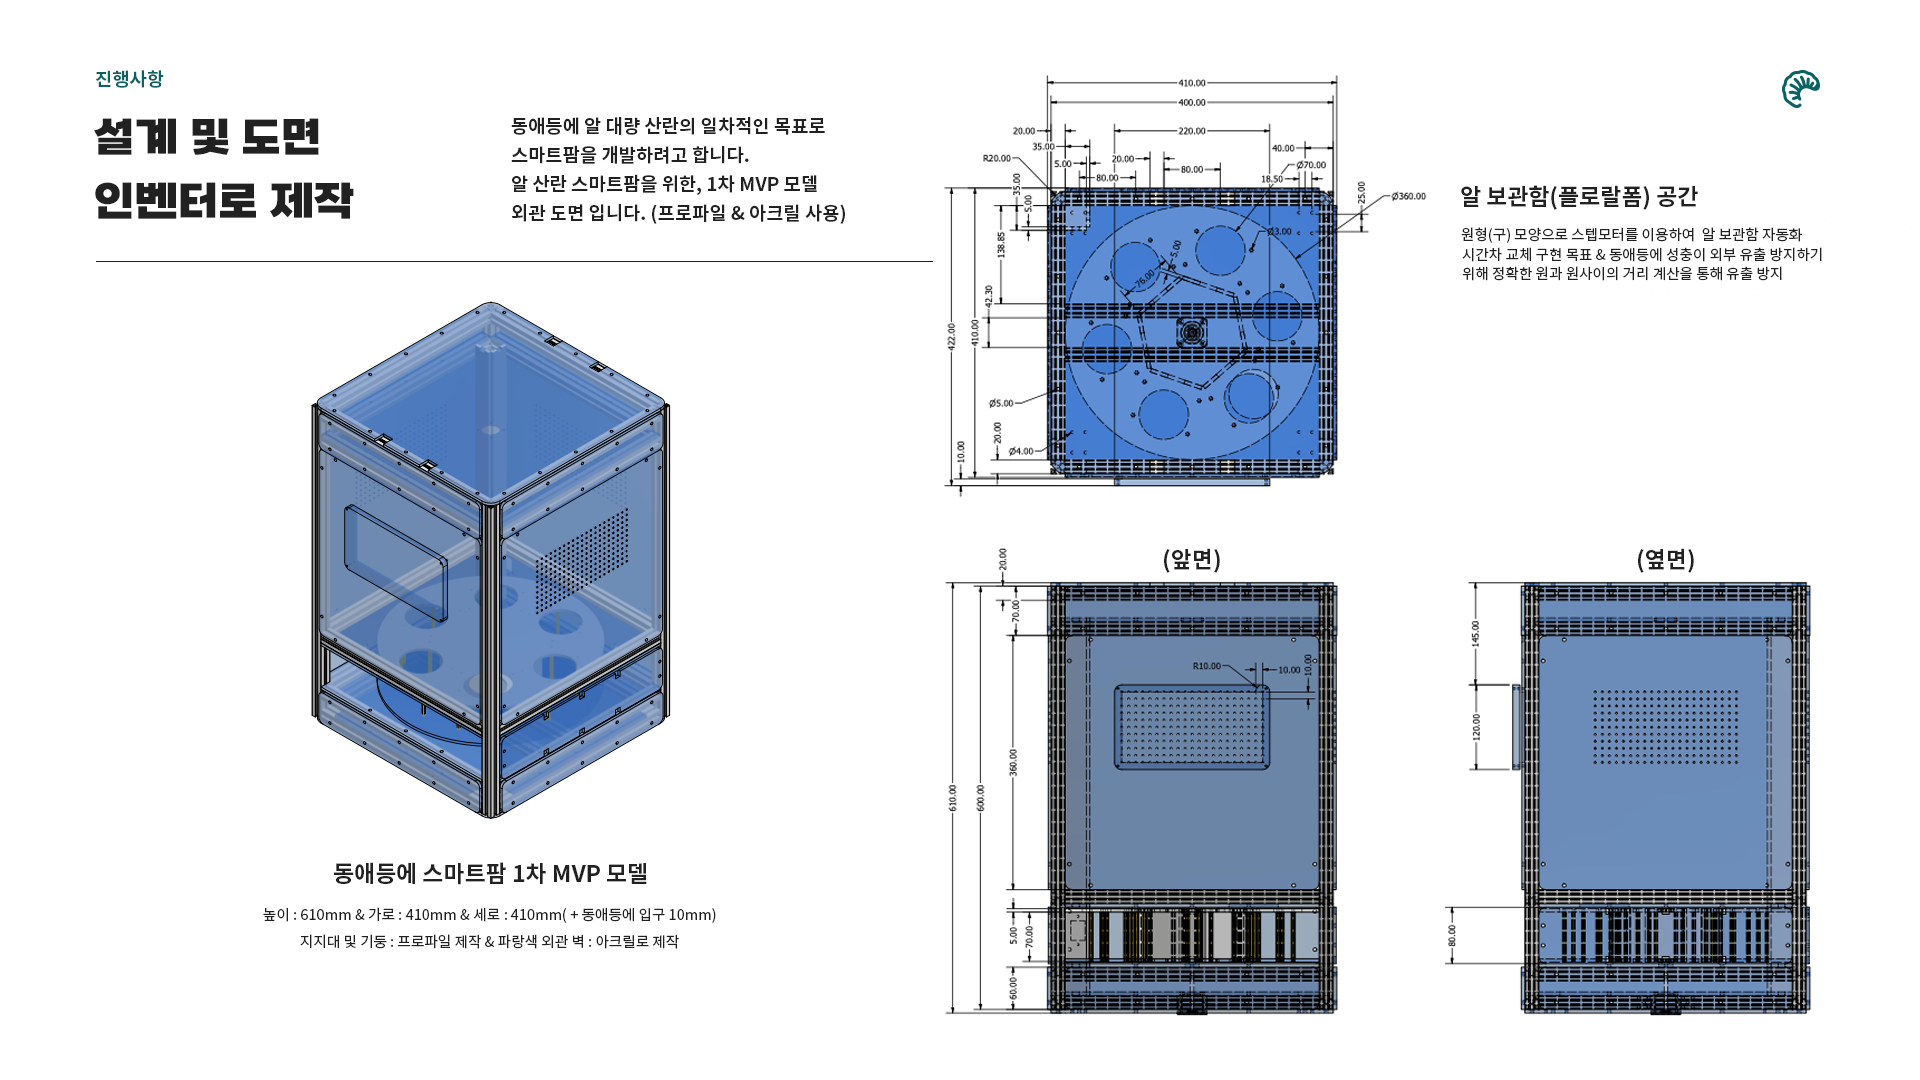 진행사항
설계 및 도면
인벤터로 제작
동애등에 알 대량 산란의 일차적인 목표로
스마트팜을 개발하려고 합니다.
알 산란 스마트팜을 위한, 1차 MVP 모델
외관 도면 입니다. (프로파일 & 아크릴 사용)
동애등에 스마트팜 1차 MVP 모델
높이 : 610mm & 가로 : 410mm & 세로 : 410mm( + 동애등에 입구 10mm)
지지대 및 기둥 : 프로파일 제작 & 파랑색 외관 벽 : 아크릴로 제작
410.00
400.00
20.00
220.00
35.00
40.00
R20.00
5.00
20.00
80.00
80.00
Ø70.00
18.50
35.00
5.00
25.00
Ø360.00
Ø3.00
138.85
5.00
76.00
42.30
422.00
410.00
Ø5.00
20.00
10.00
Ø4.00
알 보관함(플로랄폼) 공간
원형(구) 모양으로 스텝모터를 이용하여 알 보관함 자동화
시간차 교체 구현 목표 & 동애등에 성충이 외부 유출 방지하기
위해 정확한 원과 원사이의 거리 계산을 통해 유출 방지
(앞면)
20.00
70.00
R10.00
10.00
10.00
360.00
610.00
600.00
5.00
70.00
60.00
(옆면)
145.00
120.00
80.00